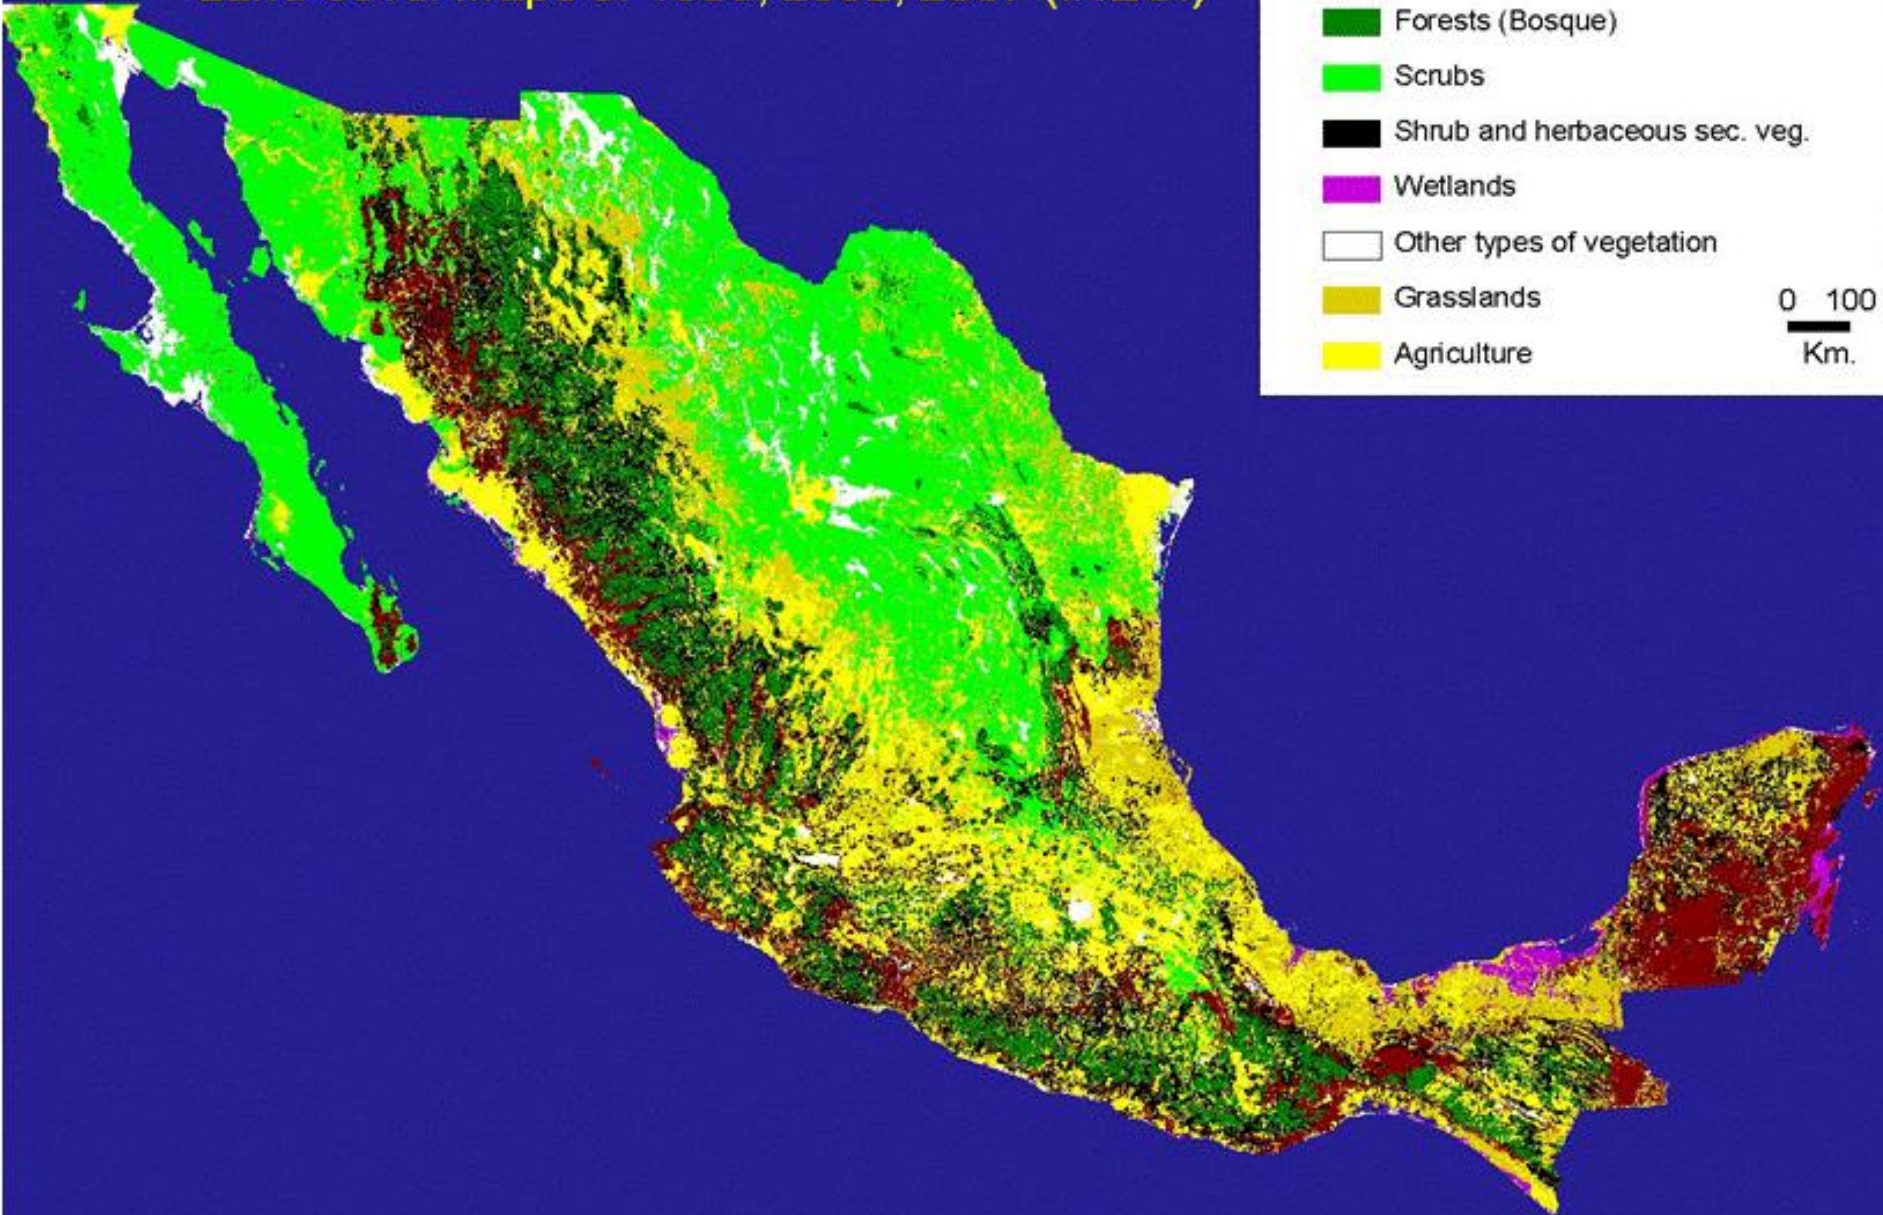 Forests (Bosque)
Scrubs
Shrub and herbaceous sec. veg.
Wetlands
Other types of vegetation
Grasslands
Agriculture
0 100
Km.